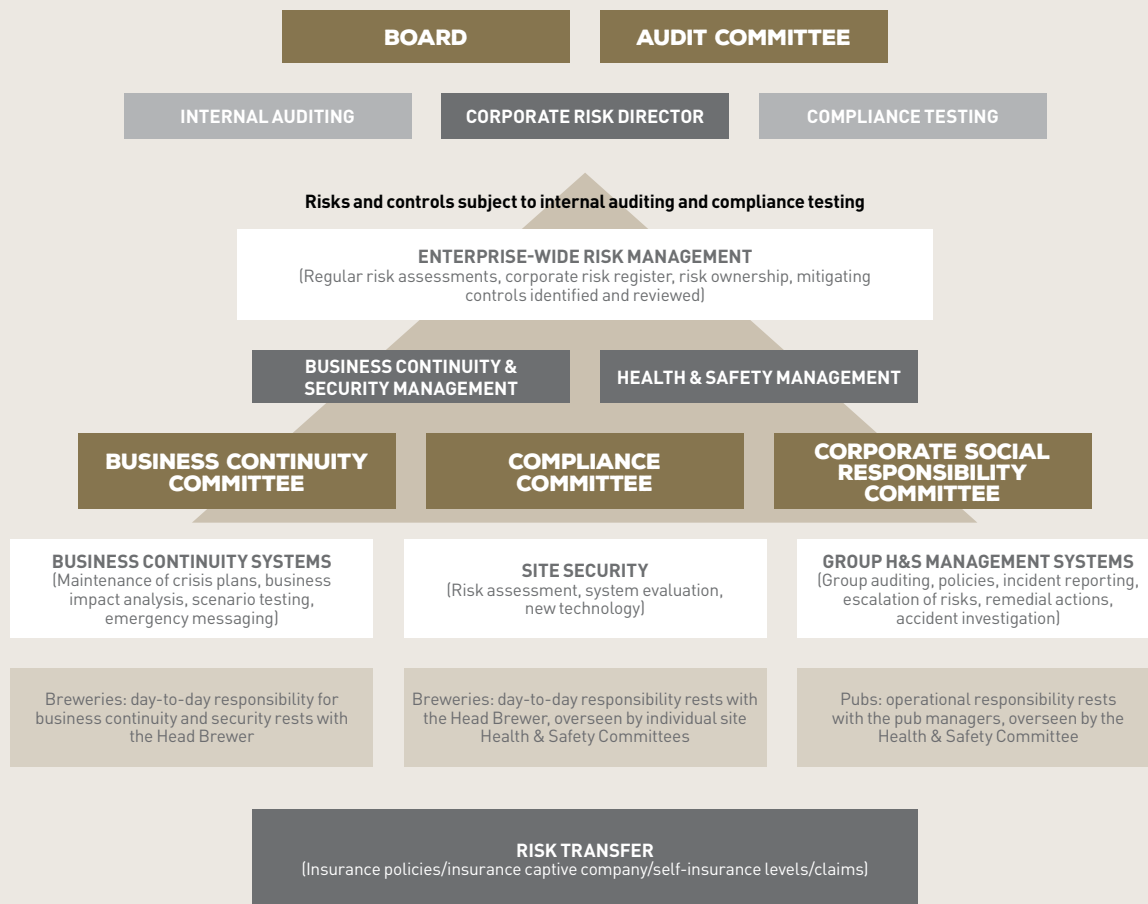 BOARD
AUDIT COMMITTEE
INTERNAL AUDITING
CORPORATE RISK DIRECTOR
COMPLIANCE TESTING
Risks and controls subject to internal auditing and compliance testing
ENTERPRISE-WIDE RISK MANAGEMENT
(Regular risk assessments, corporate risk register, risk ownership, mitigating
controls identified and reviewed)
BUSINESS CONTINUITY &
SECURITY MANAGEMENT
HEALTH & SAFETY MANAGEMENT
BUSINESS CONTINUITY
COMMITTEE
COMPLIANCE
COMMITTEE
CORPORATE SOCIAL
RESPONSIBILITY
COMMITTEE
BUSINESS CONTINUITY SYSTEMS
(Maintenance of crisis plans, business
impact analysis, scenario testing,
emergency messaging)
SITE SECURITY
(Risk assessment, system evaluation,
new technology)
GROUP H&S MANAGEMENT SYSTEMS
(Group auditing, policies, incident reporting,
escalation of risks, remedial actions,
accident investigation)
Breweries: day-to-day responsibility for
business continuity and security rests with
the Head Brewer
Breweries: day-to-day responsibility rests with
the Head Brewer, overseen by individual site
Health & Safety Committees
Pubs: operational responsibility rests
with the pub managers, overseen by the
Health & Safety Committee
RISK TRANSFER
(Insurance policies/insurance captive company/self-insurance levels/claims)